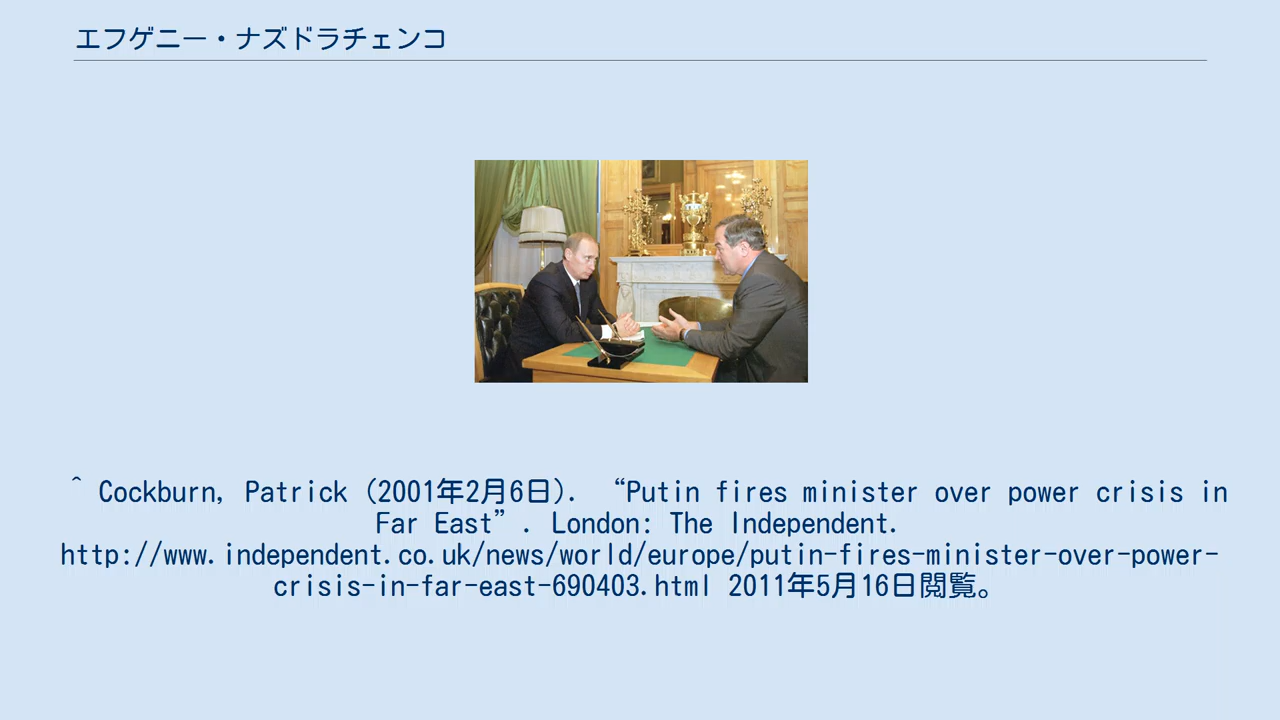 エフゲニー・ナズドラチェンコ
^ Cockburn, Patrick (2001年2月6日). “Putin fires minister over power crisis in
Far East”. London: The Independent.
http://www.independent.co.uk/news/world/europe/putin-fires-minister-over-power-
crisis-in-far-east-690403.html 2011年5月16日閲覧。